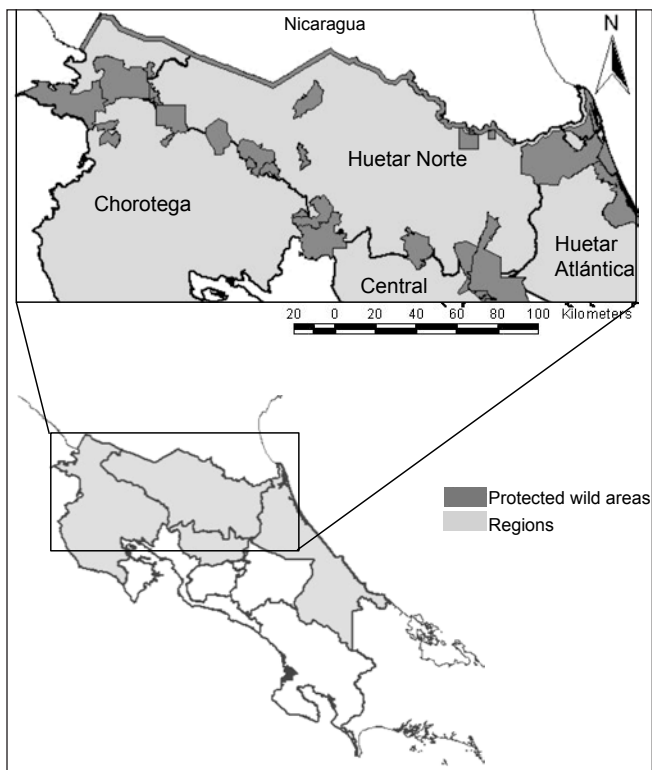 Nicaragua
N
Huetar Norte
Chorotega
Huetar
Atlántica
Central
20 0 20 40 60 80 100 Kilometers
Protected wild areas
Regions